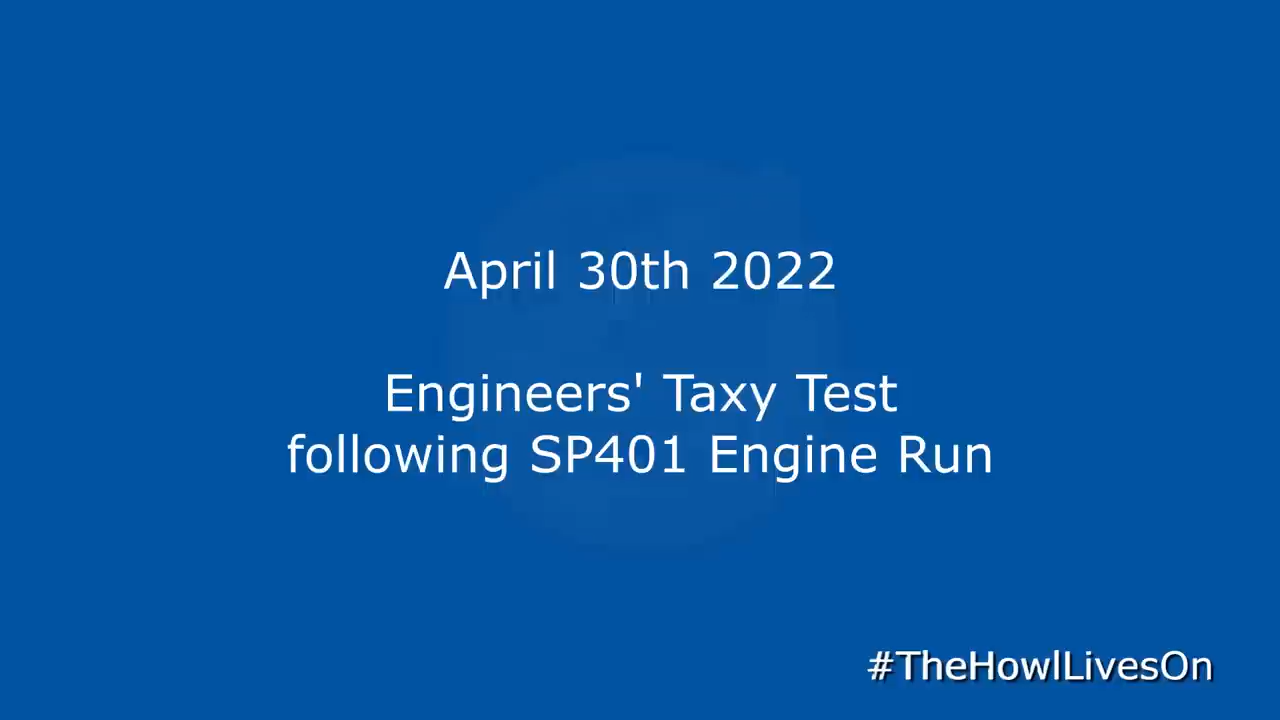 April 30th 2022
Engineers' Taxy Test
following SP401 Engine Run
#TheHowlLivesOn